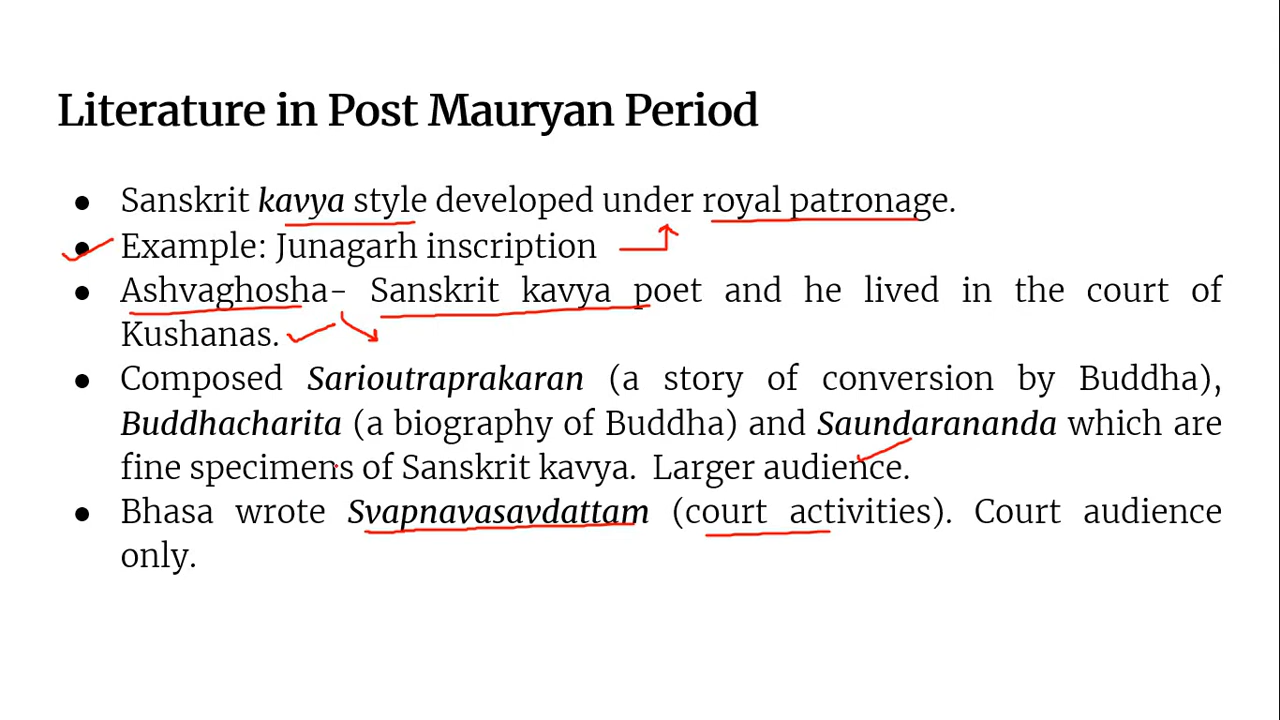 Literature in Post Mauryan Period
● Sanskrit kavya style developed under royal patronage.
● Example: Junagarh inscription
● Ashvaghosha- Sanskrit kavya poet and he lived in the court of
Kushanas.
● Composed Sarioutraprakaran (a story of conversion by Buddha),
Buddhacharita (a biography of Buddha) and Saundarananda which are
fine specimens of Sanskrit kavya. Larger audience.
● Bhasa wrote Svapnavasavdattam (court activities). Court audience
only.